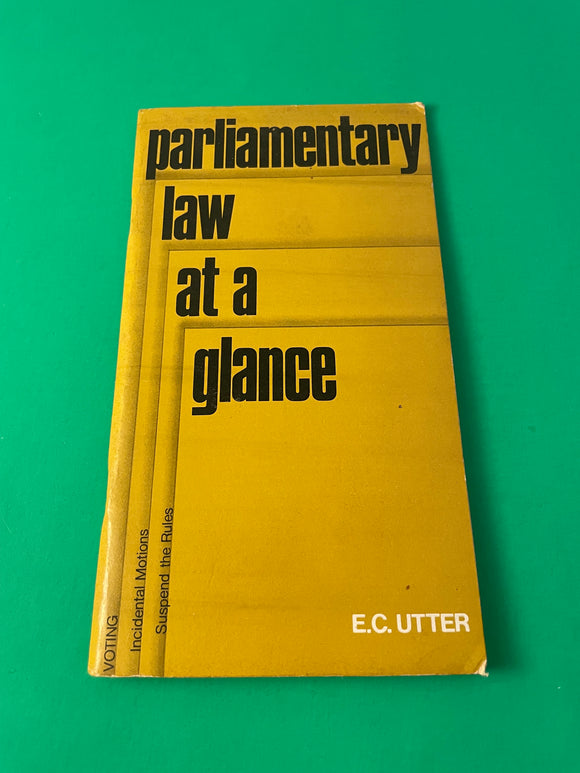 parliamentary
law
at a
glance
VOTING
Incidental Motions
Suspend the Rules
E.C. UTTER